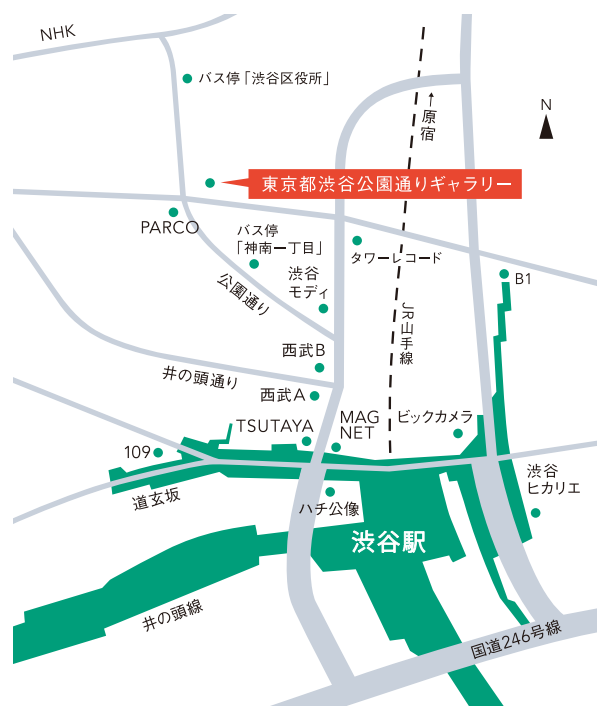 NHK
バス停「渋谷区役所」
↑原宿
N
東京都渋谷公園通りギャラリー
PARCO
バス停
「神南一丁目」
タワーレコード
公園通り
渋谷
モディ
B1
JR山手線
西武B
井の頭通り
西武A
TSUTAYA
MAG
NET
ビックカメラ
109
道玄坂
渋谷
ヒカリエ
ハチ公像
渋谷駅
井の頭線
国道246号線